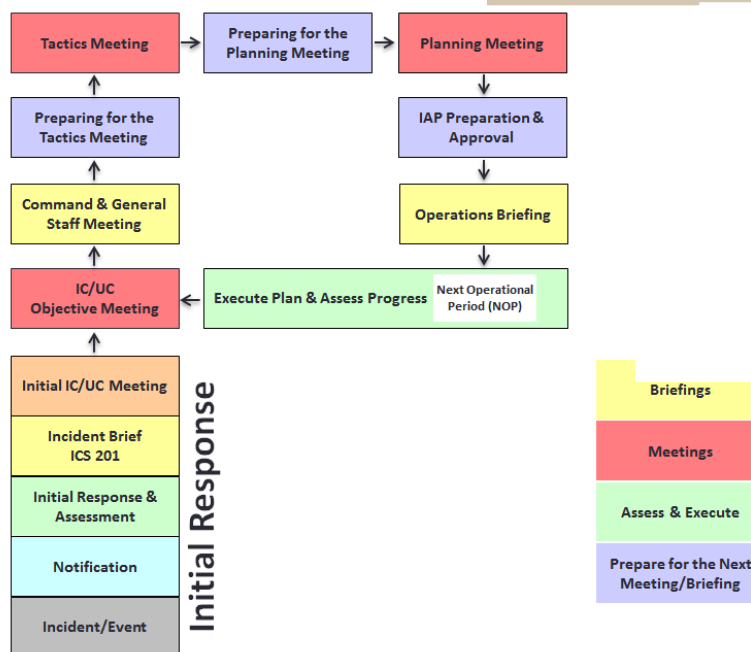 Tactics Meeting
Preparing for the
Planning Meeting
Planning Meeting
Preparing for the
Tactics Meeting
IAP Preparation &
Approval
Command & General
Staff Meeting
Operations Briefing
IC/UC
Objective Meeting
Execute Plan & Assess Progress
Next Operational
Period (NOP)
Initial IC/UC Meeting
Incident Brief
ICS 201
Initial Response &
Assessment
Notification
Incident/Event
Initial Response
Briefings
Meetings
Assess & Execute
Prepare for the Next
Meeting/Briefing